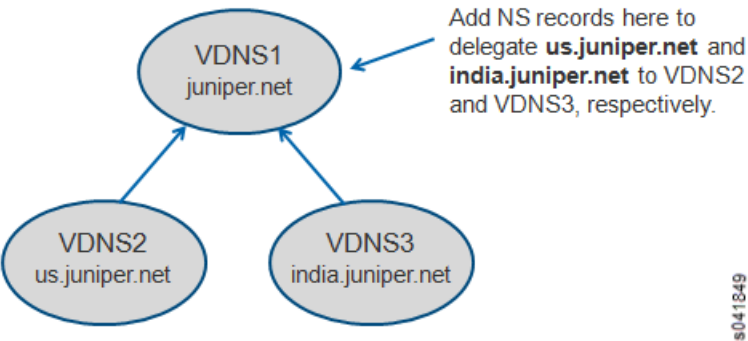 VDNS1
juniper.net
Add NS records here to
delegate us.juniper.net and
india.juniper.net to VDNS2
and VDNS3, respectively.
VDNS2
us.juniper.net
VDNS3
india.juniper.net
s041849